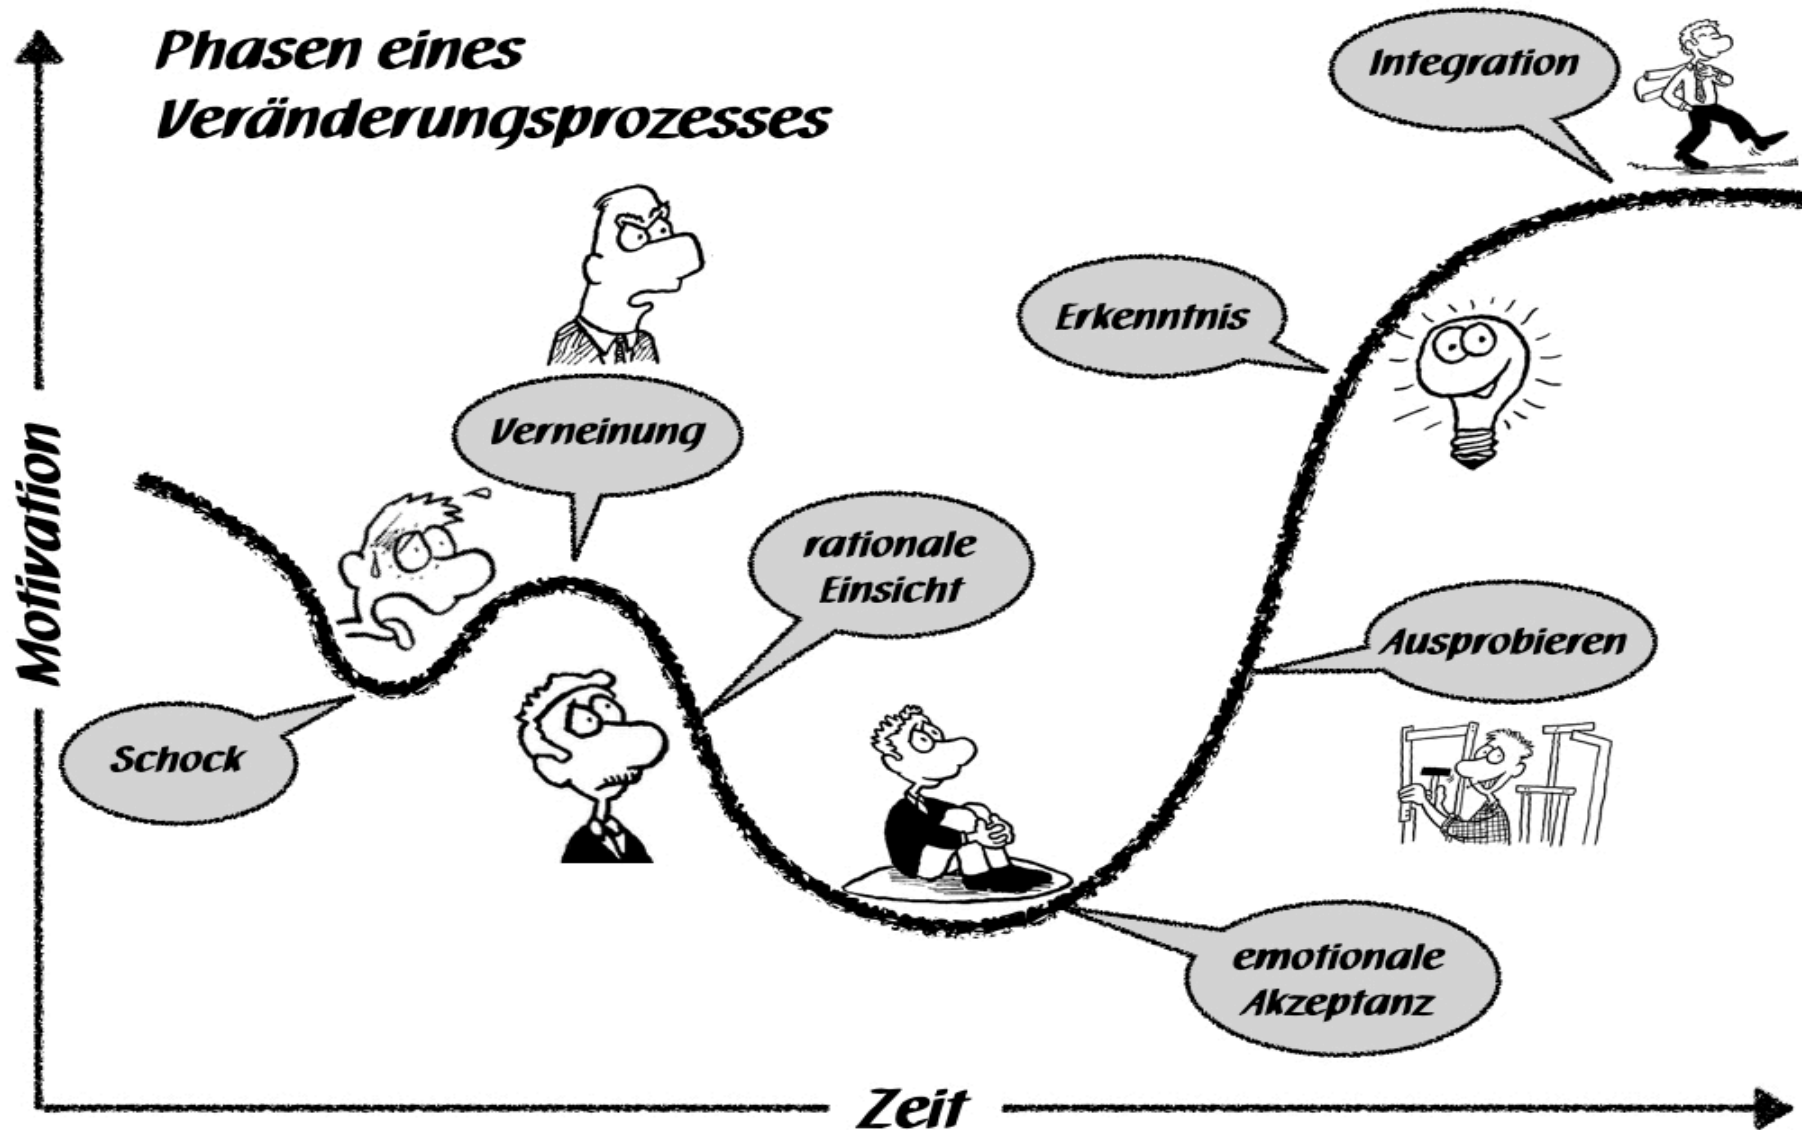 Phasen eines
Veränderungsprozesses
Integration
Erkenntnis
Verneinung
rationale
Einsicht
Motivation
Ausprobieren
Schock
emotionale
Akzeptanz
Zeit